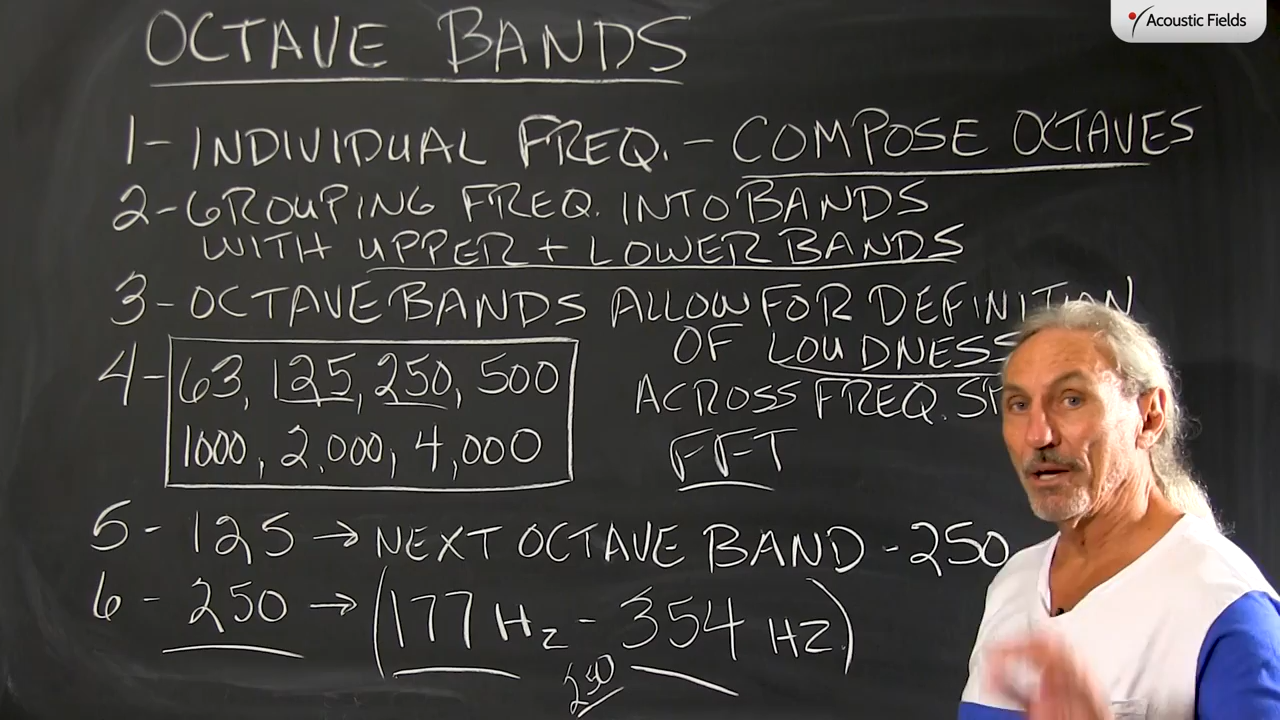 Acoustic Fields
OCTAVE BANDS
1- INDIVIDUAL FREQ. - COMPOSE OCTAVES
2- GROUPING FREQ. INTO BANDS
WITH UPPER + LOWER BANDS
3- OCTAVE BANDS ALLOW FOR DEFINITION
OF LOUDNESS
ACROSS FREQ.
FFT
4- 63, 125, 250, 500
1000, 2,000, 4,000
5- 125 → NEXT OCTAVE BAND - 250
6- 250 → (177 Hz - 354 HZ)
250